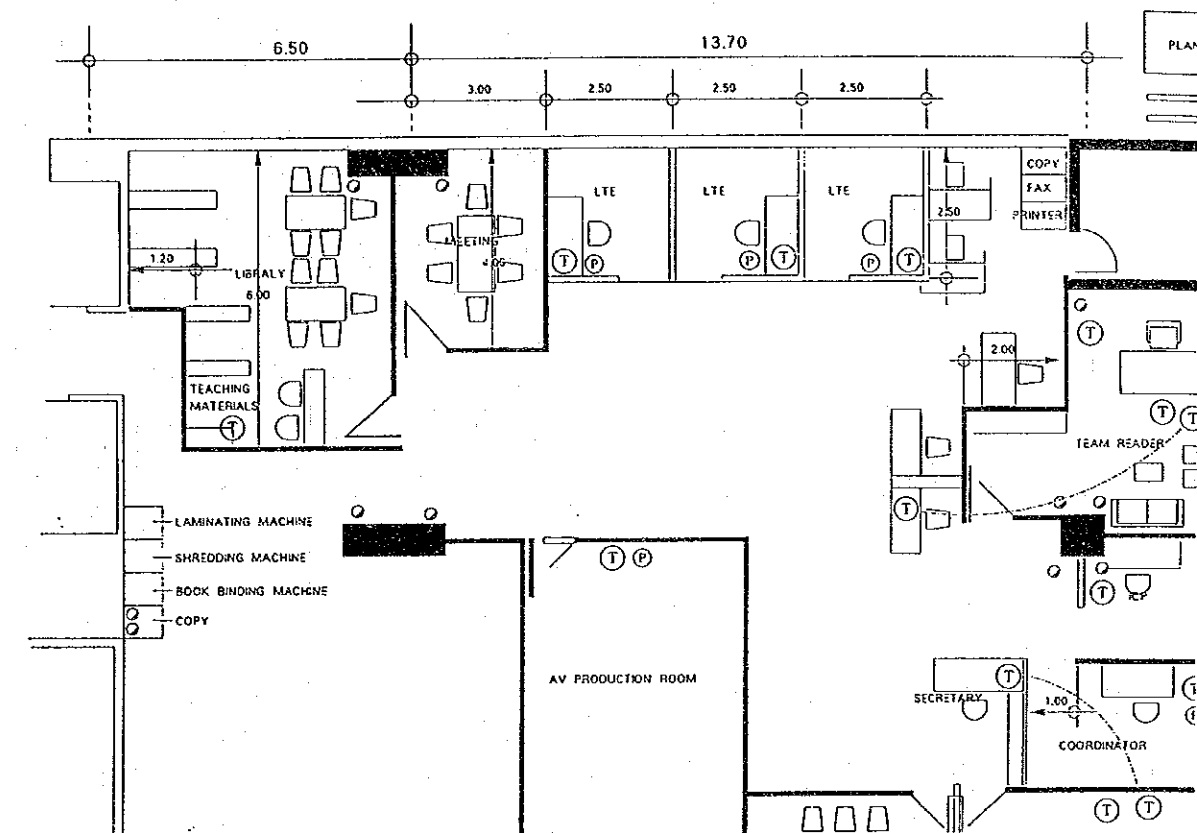 6.50
13.70
PLAN
3.00
2.50
2.50
2.50
COPY
FAX
PRINTER
LTE
LTE
LTE
2.50
MEETING
4.00
T
P
P
T
P
T
1.20
LIBRALY
6.00
T
2.00
TEACHING
MATERIALS
T
T
T
TEAM READER
T
LAMINATING MACHINE
SHREDDING MACHINE
BOOK BINDING MACHINE
COPY
T
P
T
AV PRODUCTION ROOM
SECRETARY
T
1.00
COORDINATOR
T
T